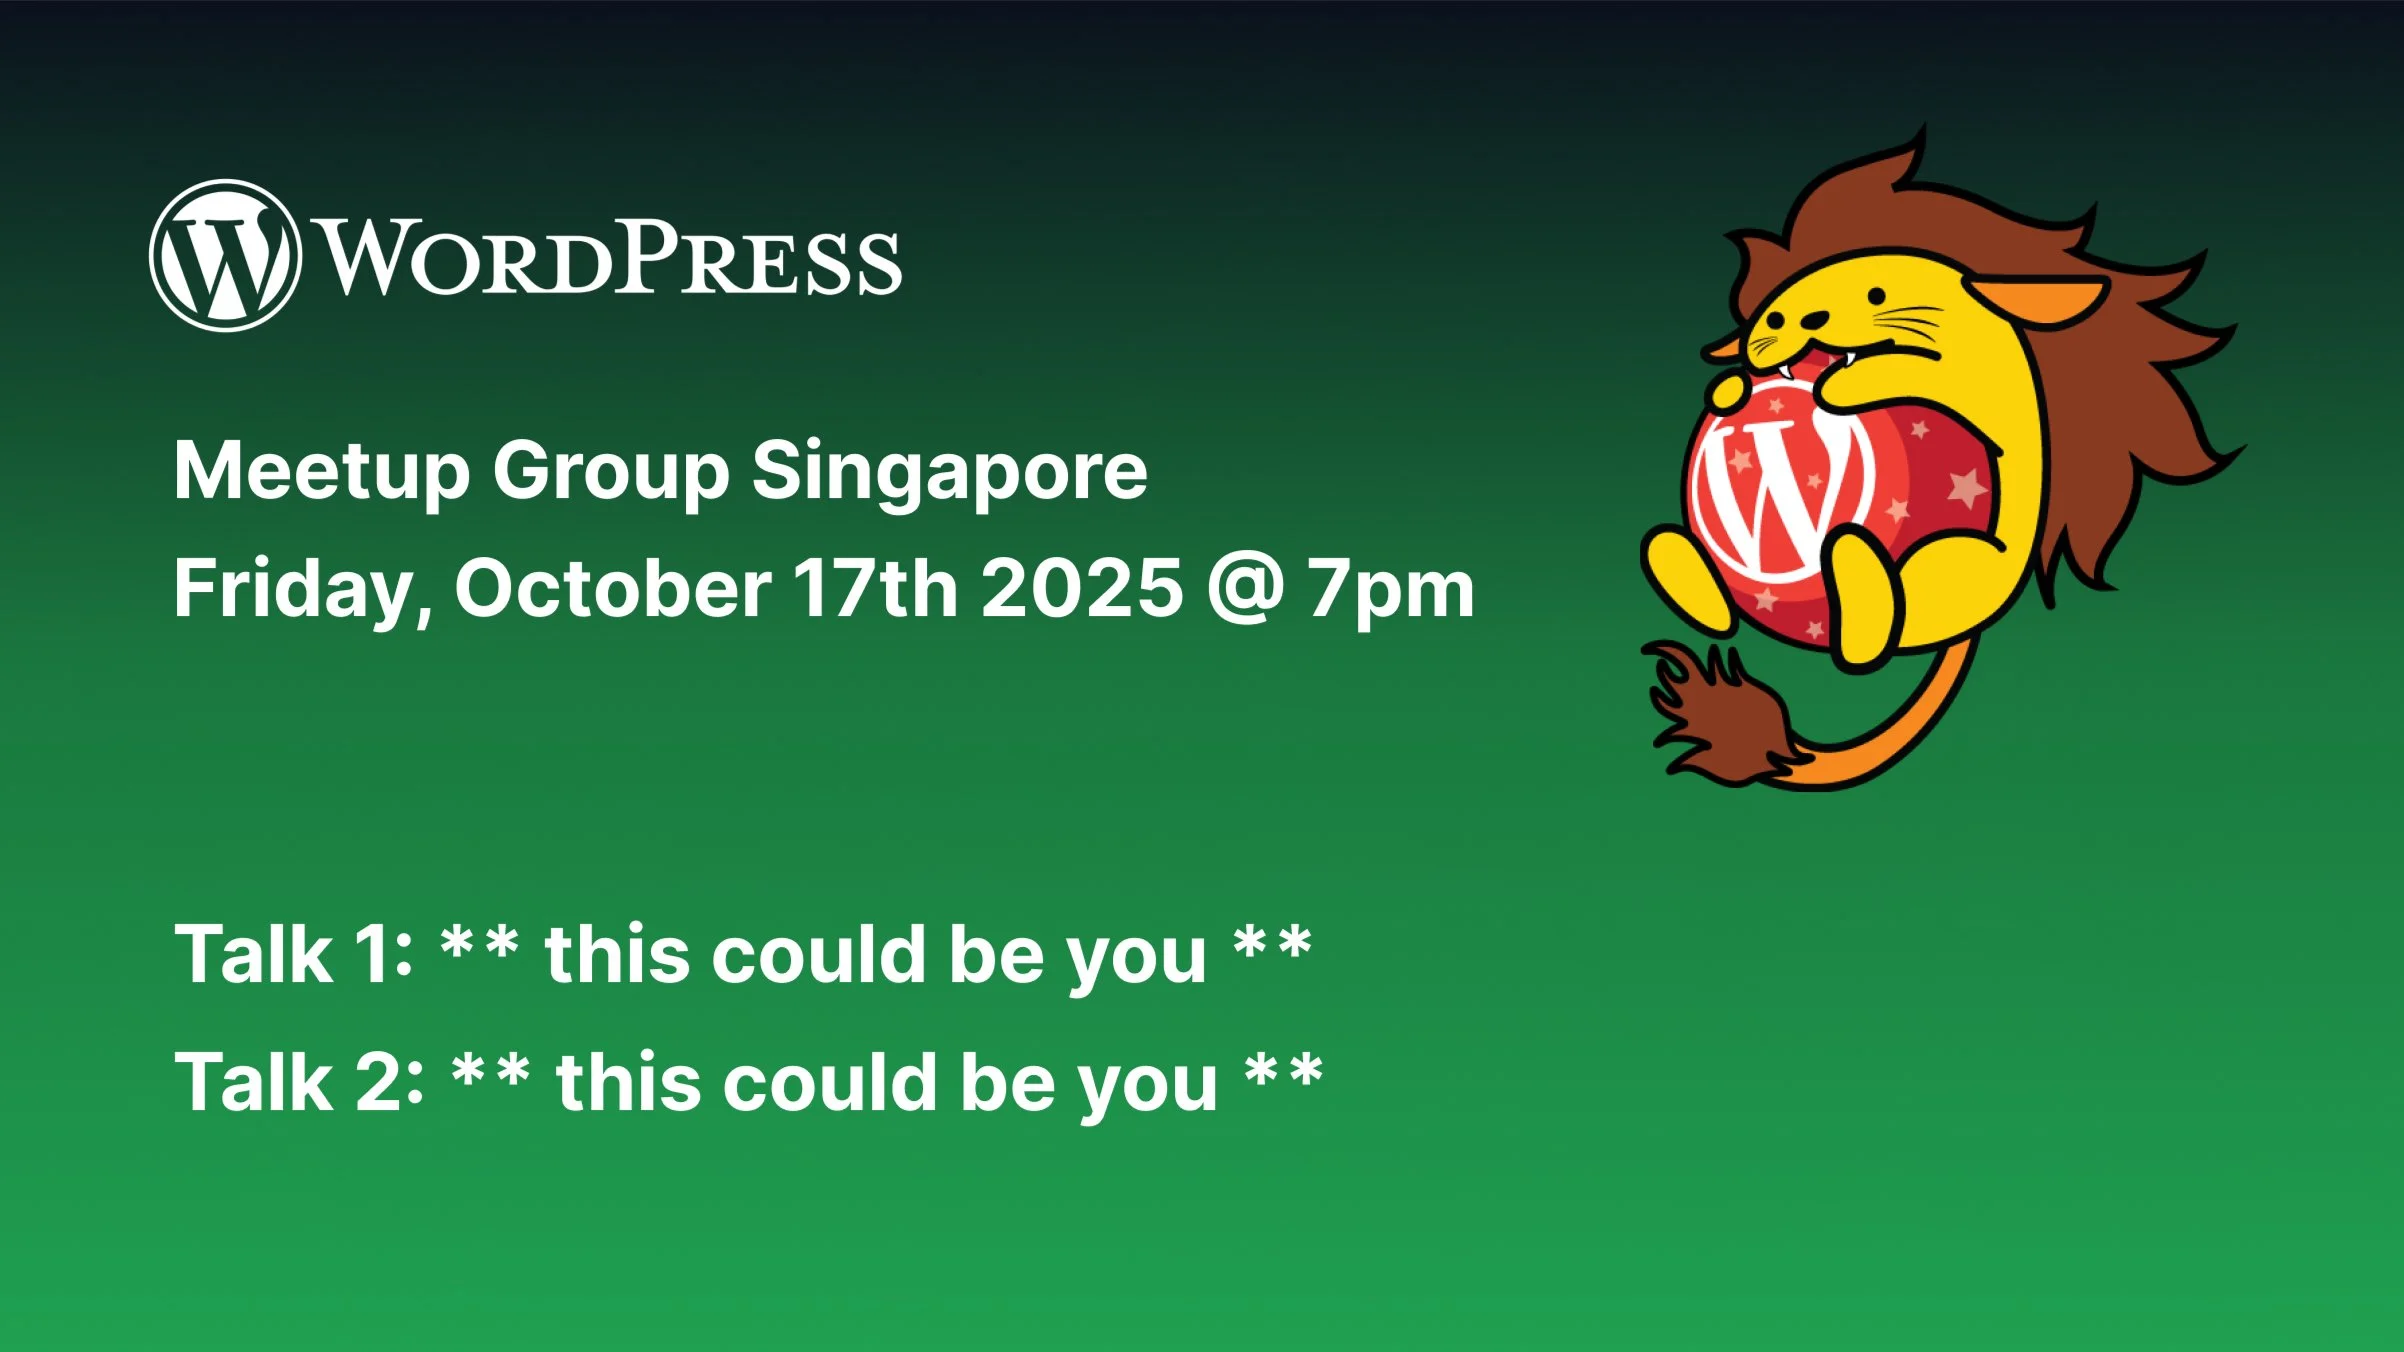 WORDPRESS
Meetup Group Singapore
Friday, October 17th 2025 @ 7pm
Talk 1: ** this could be you **
Talk 2: ** this could be you **